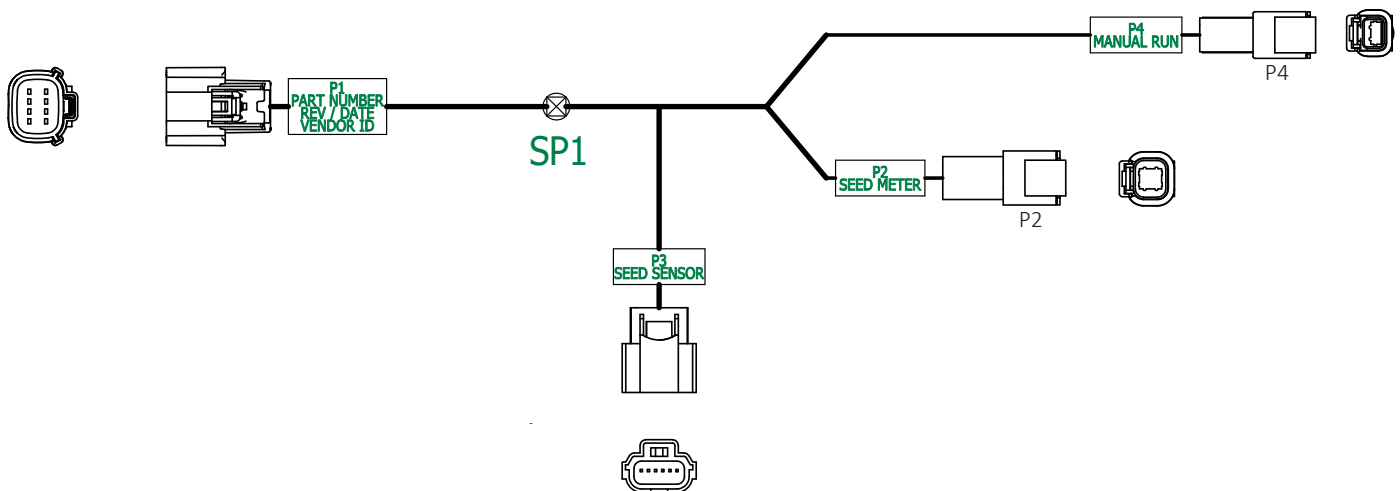 P4
MANUAL RUN
P4
P1
PART NUMBER
REV / DATE
VENDOR ID
SP1
P2
SEED METER
P2
P3
SEED SENSOR